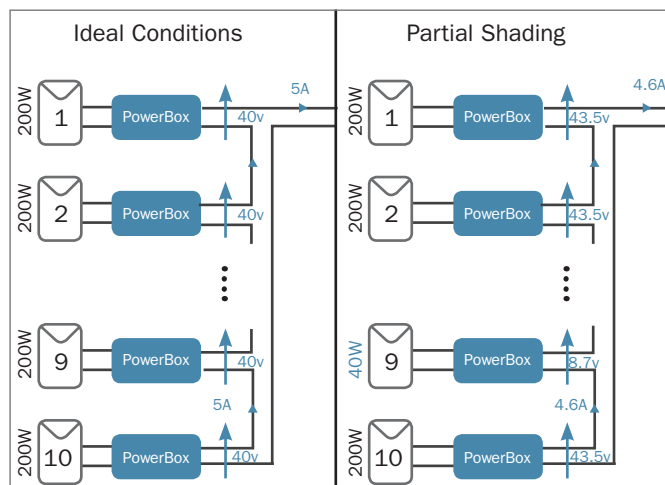 Ideal Conditions
5A
200W
1
PowerBox
40v
200W
2
PowerBox
40v
200W
9
PowerBox
40v
5A
200W
10
PowerBox
40v
Partial Shading
4.6A
200W
1
PowerBox
43.5v
200W
2
PowerBox
43.5v
40W
9
PowerBox
8.7v
4.6A
200W
10
PowerBox
43.5v